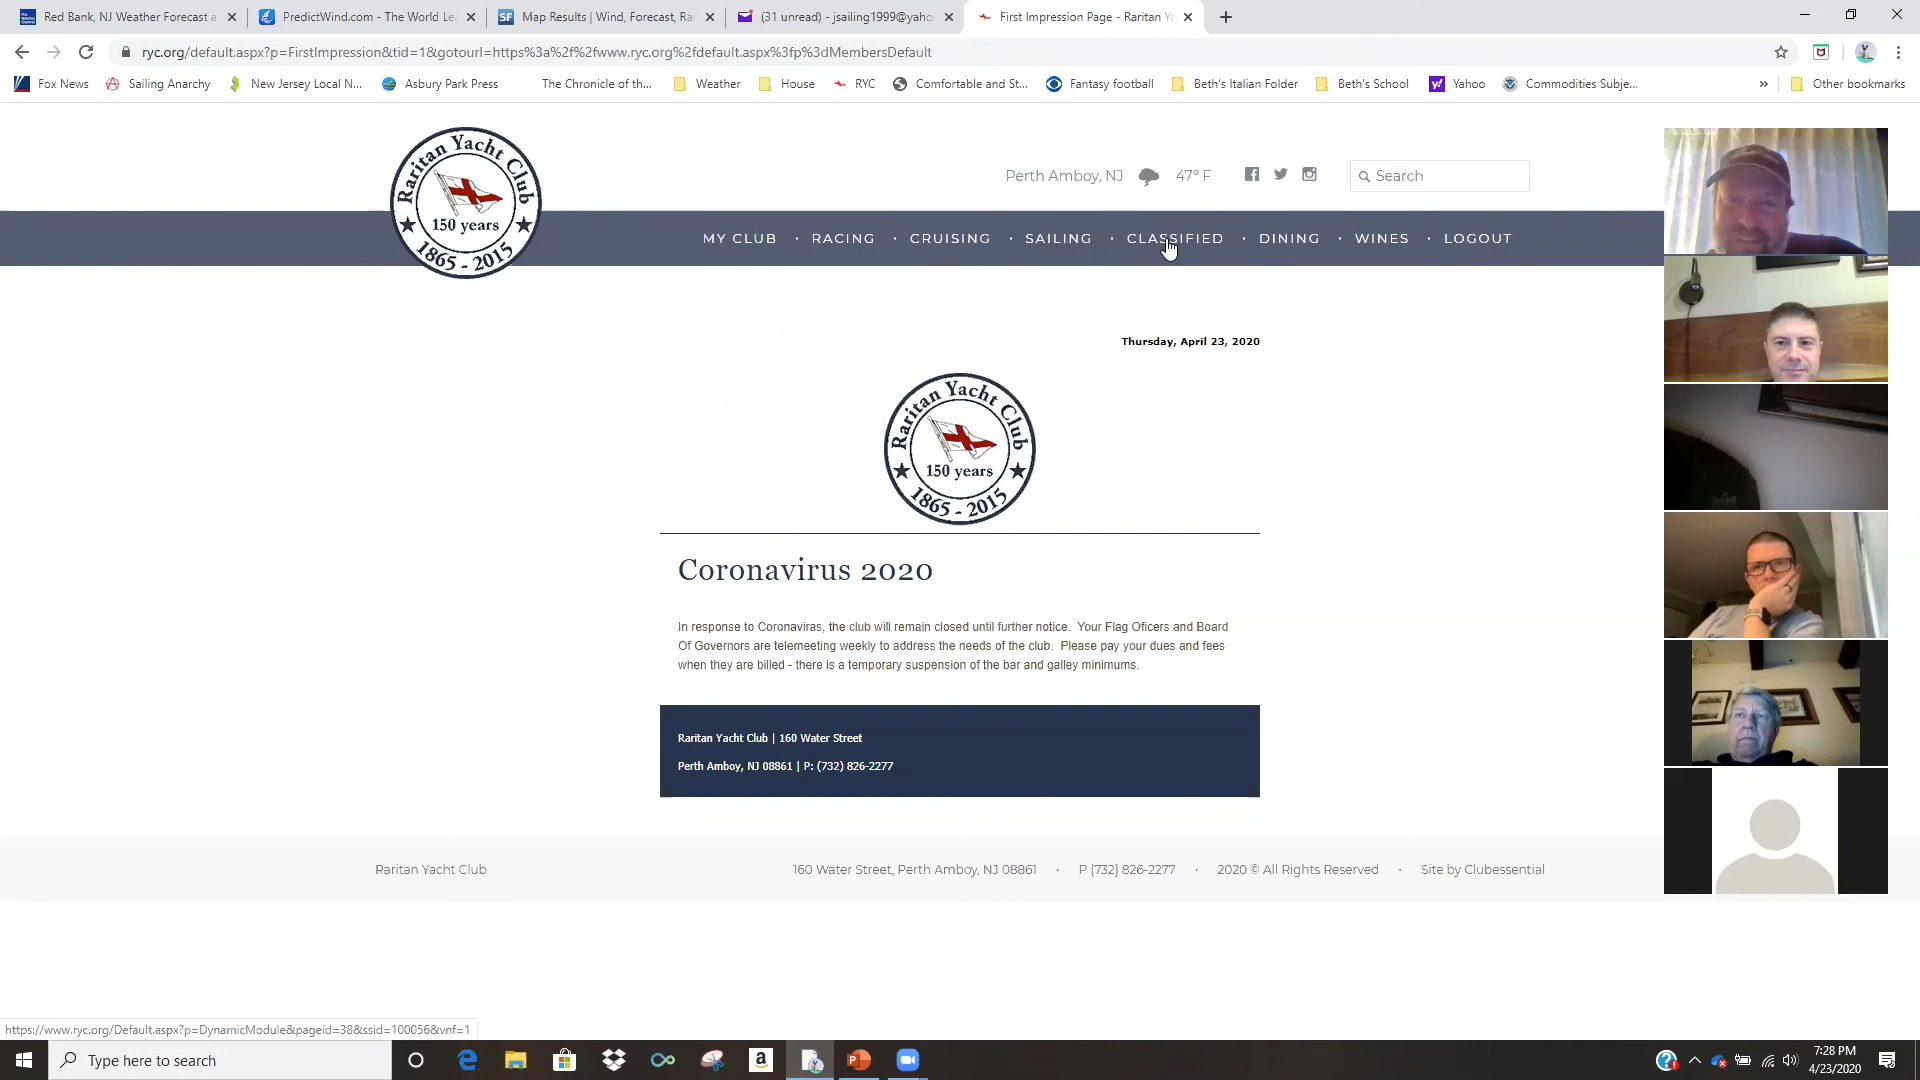 Red Bank, NJ Weather Forecast a
PredictWind.com - The World Le
Map Results | Wind, Forecast, Ra
(31 unread) - jsailing1999@yaho
First Impression Page - Raritan Y
ryc.org/default.aspx?p=FirstImpression&tid=1&gotourl=https%3a%2f%2fwww.ryc.org%2fdefault.aspx%3fp%3dMembersDefault
Fox News
Sailing Anarchy
New Jersey Local N...
Asbury Park Press
The Chronicle of th...
Weather
House
RYC
Comfortable and St...
Fantasy football
Beth's Italian Folder
Beth's School
Yahoo
Commodities Subje...
»
Other bookmarks
Raritan Yacht Club
150 years
1865 - 2015
Perth Amboy, NJ
47° F
Search
MY CLUB · RACING · CRUISING · SAILING · CLASSIFIED · DINING · WINES · LOGOUT
Thursday, April 23, 2020
Raritan Yacht Club
150 years
1865 - 2015
Coronavirus 2020
In response to Coronaviras, the club will remain closed until further notice.  Your Flag Oficers and Board
Of Governors are telemeeting weekly to address the needs of the club.  Please pay your dues and fees
when they are billed - there is a temporary suspension of the bar and galley minimums.
Raritan Yacht Club | 160 Water Street
Perth Amboy, NJ 08861 | P: (732) 826-2277
Raritan Yacht Club
160 Water Street, Perth Amboy, NJ 08861 · P (732) 826-2277 · 2020 © All Rights Reserved · Site by Clubessential
https://www.ryc.org/Default.aspx?p=DynamicModule&pageid=38&ssid=100056&vnf=1
Type here to search
7:28 PM
4/23/2020